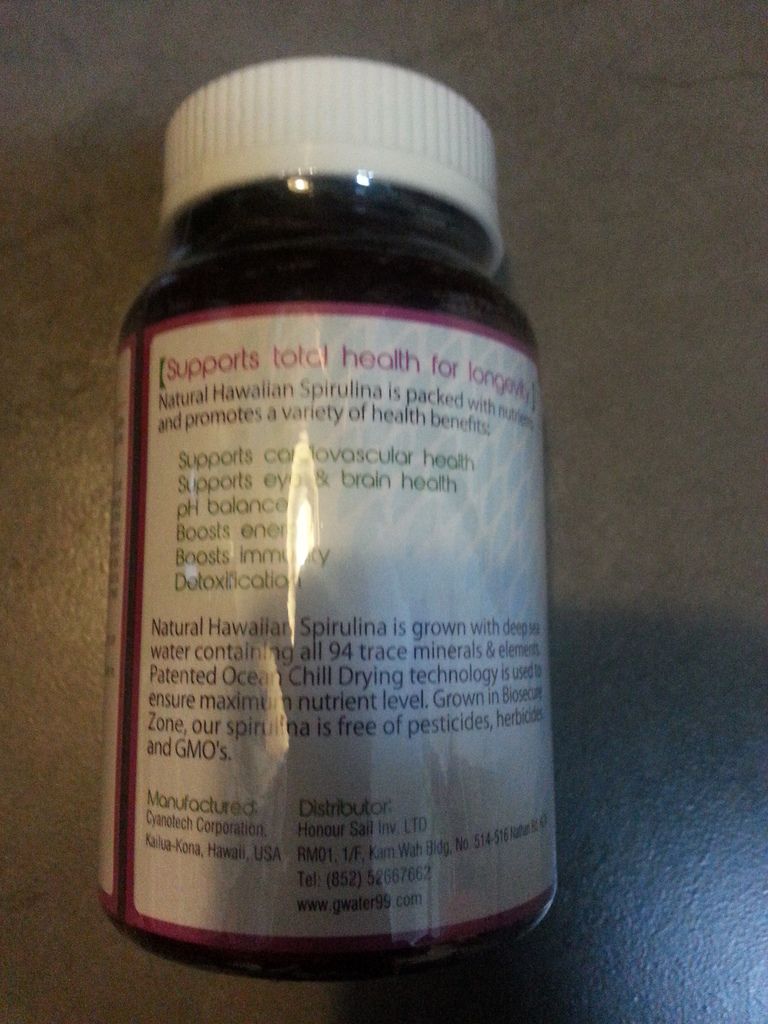 [Supports total health for longevity]
Natural Hawaiian Spirulina is packed with nutrients
and promotes a variety of health benefits:
Supports cardiovascular health
Supports eye & brain health
pH balance
Boosts energy
Boosts immunity
Detoxification
Natural Hawaiian Spirulina is grown with deep sea
water containing all 94 trace minerals & elements.
Patented Ocean Chill Drying technology is used to
ensure maximum nutrient level. Grown in Biosecure
Zone, our spirulina is free of pesticides, herbicides
and GMO's.
Manufactured: Distributor:
Cyanotech Corporation, Honour Sail Inv. LTD
Kailua-Kona, Hawaii, USA RM01, 1/F, Kam Wah Bldg, No. 514-516 Nathan Rd,
Tel: (852) 52667662
www.gwater99.com